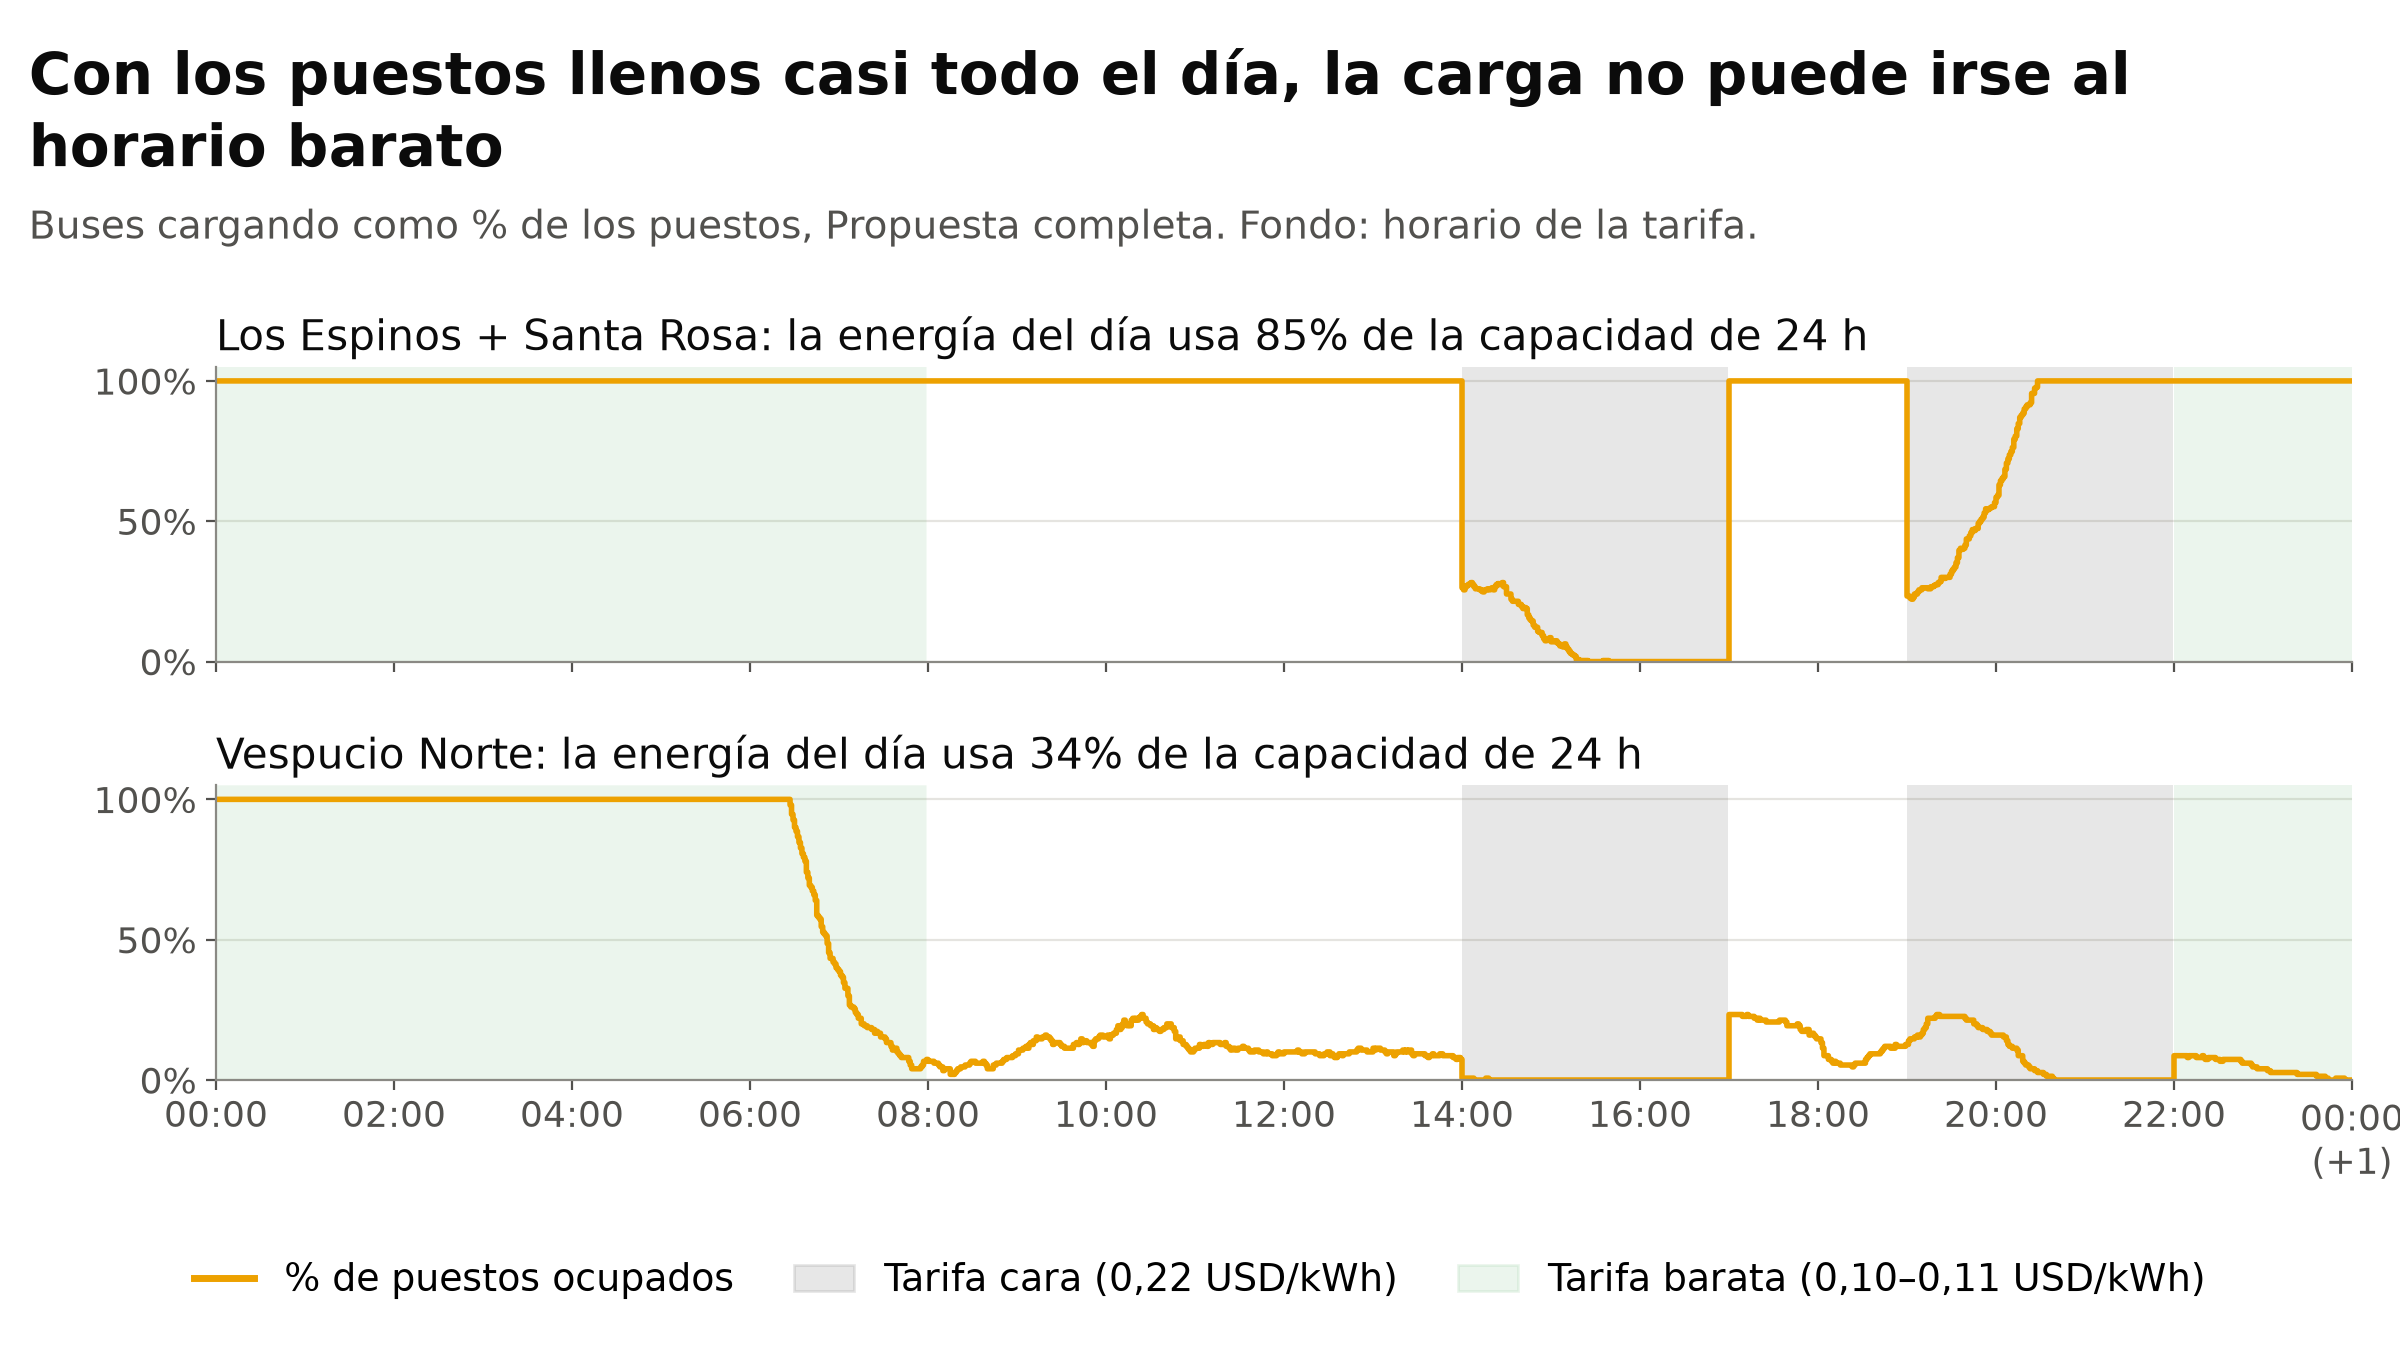 Con los puestos llenos casi todo el día, la carga no puede irse al
horario barato
Buses cargando como % de los puestos, Propuesta completa. Fondo: horario de la tarifa.
Los Espinos + Santa Rosa: la energía del día usa 85% de la capacidad de 24 h
100%
50%
0%
Vespucio Norte: la energía del día usa 34% de la capacidad de 24 h
100%
50%
0%
00:00 02:00 04:00 06:00 08:00 10:00 12:00 14:00 16:00 18:00 20:00 22:00 00:00
(+1)
% de puestos ocupados Tarifa cara (0,22 USD/kWh) Tarifa barata (0,10–0,11 USD/kWh)